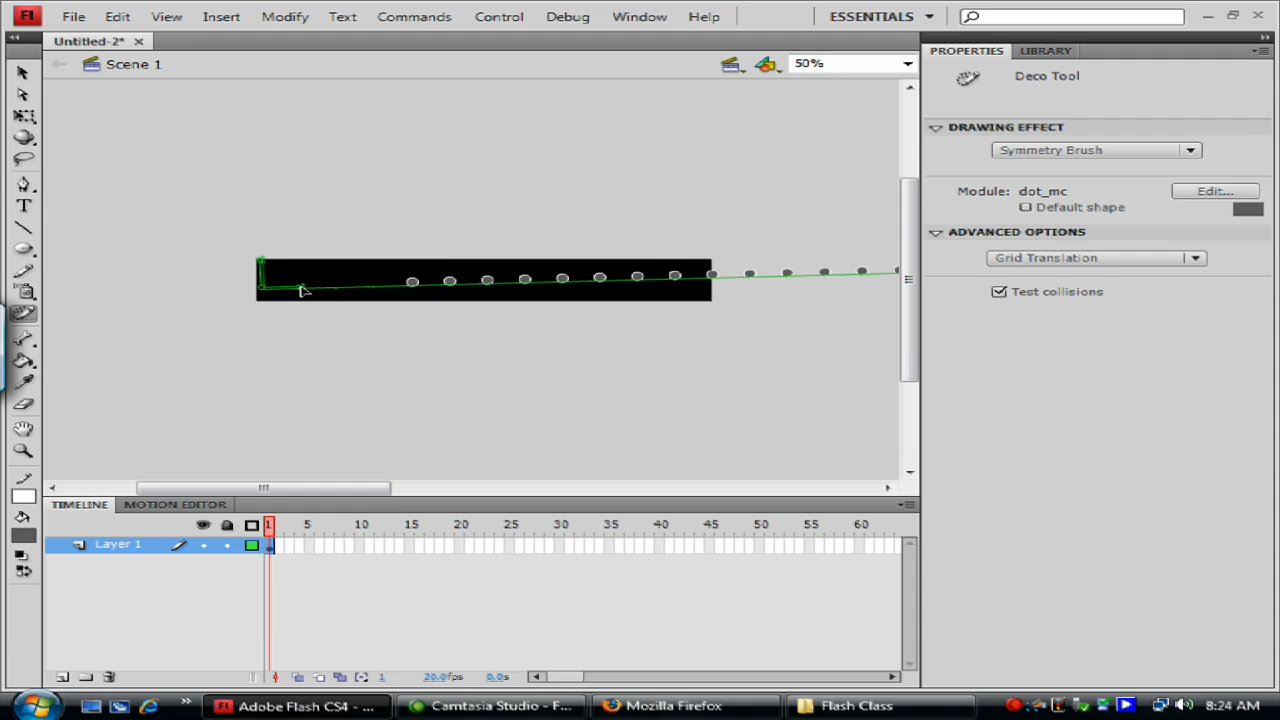 Fl File Edit View Insert Modify Text Commands Control Debug Window Help ESSENTIALS
Untitled-2*
Scene 1 50%
PROPERTIES LIBRARY
Deco Tool
DRAWING EFFECT
Symmetry Brush
Module: dot_mc Edit...
Default shape
ADVANCED OPTIONS
Grid Translation
Test collisions
TIMELINE MOTION EDITOR
1 5 10 15 20 25 30 35 40 45 50 55 60
Layer 1
1 20.0fps 0.0s
Fl Adobe Flash CS4 - ... Camtasia Studio - F... Mozilla Firefox Flash Class 8:24 AM